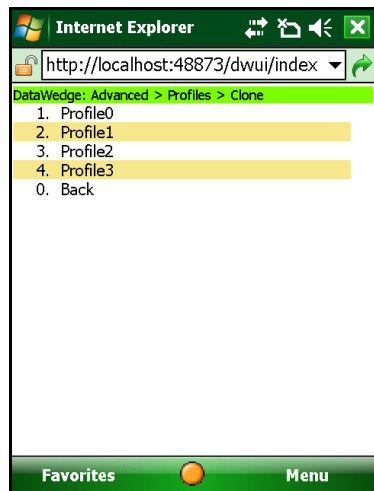 Internet Explorer
http://localhost:48873/dwui/index
DataWedge: Advanced > Profiles > Clone
1. Profile0
2. Profile1
3. Profile2
4. Profile3
0. Back
Favorites Menu